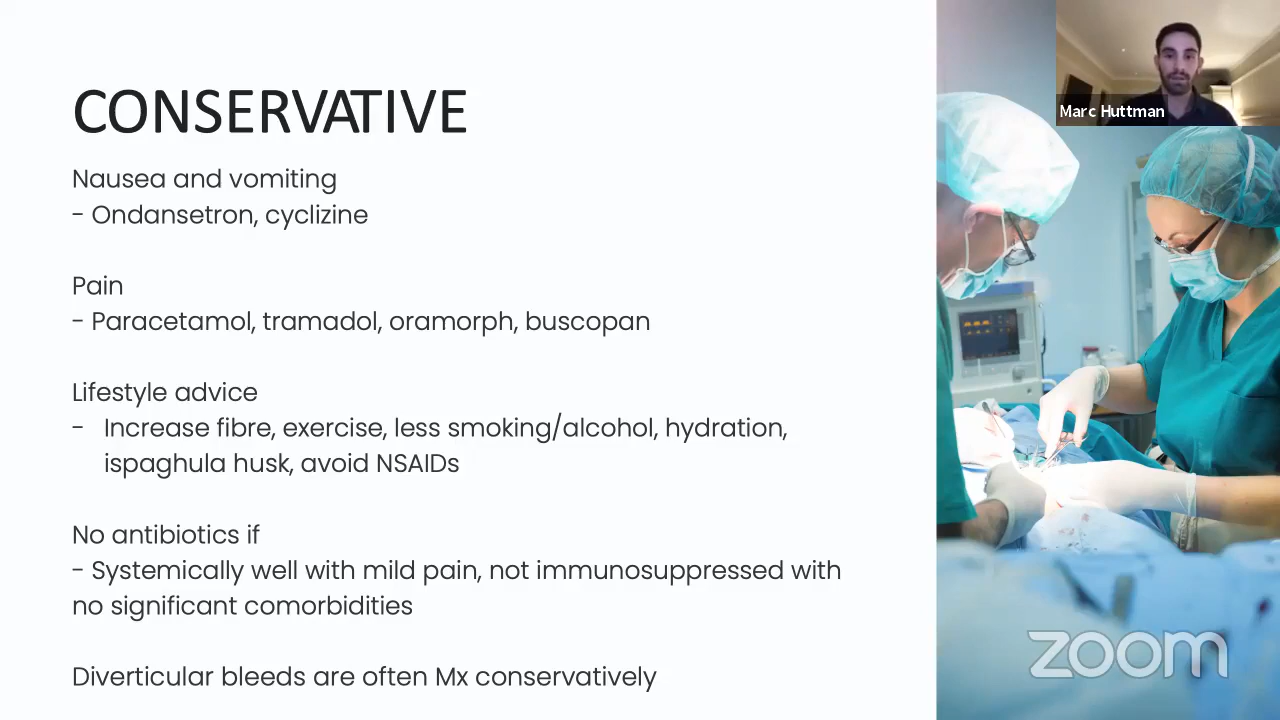 CONSERVATIVE
Nausea and vomiting
- Ondansetron, cyclizine
Pain
- Paracetamol, tramadol, oramorph, buscopan
Lifestyle advice
- Increase fibre, exercise, less smoking/alcohol, hydration,
ispaghula husk, avoid NSAIDs
No antibiotics if
- Systemically well with mild pain, not immunosuppressed with
no significant comorbidities
Diverticular bleeds are often Mx conservatively
Marc Huttman
zoom